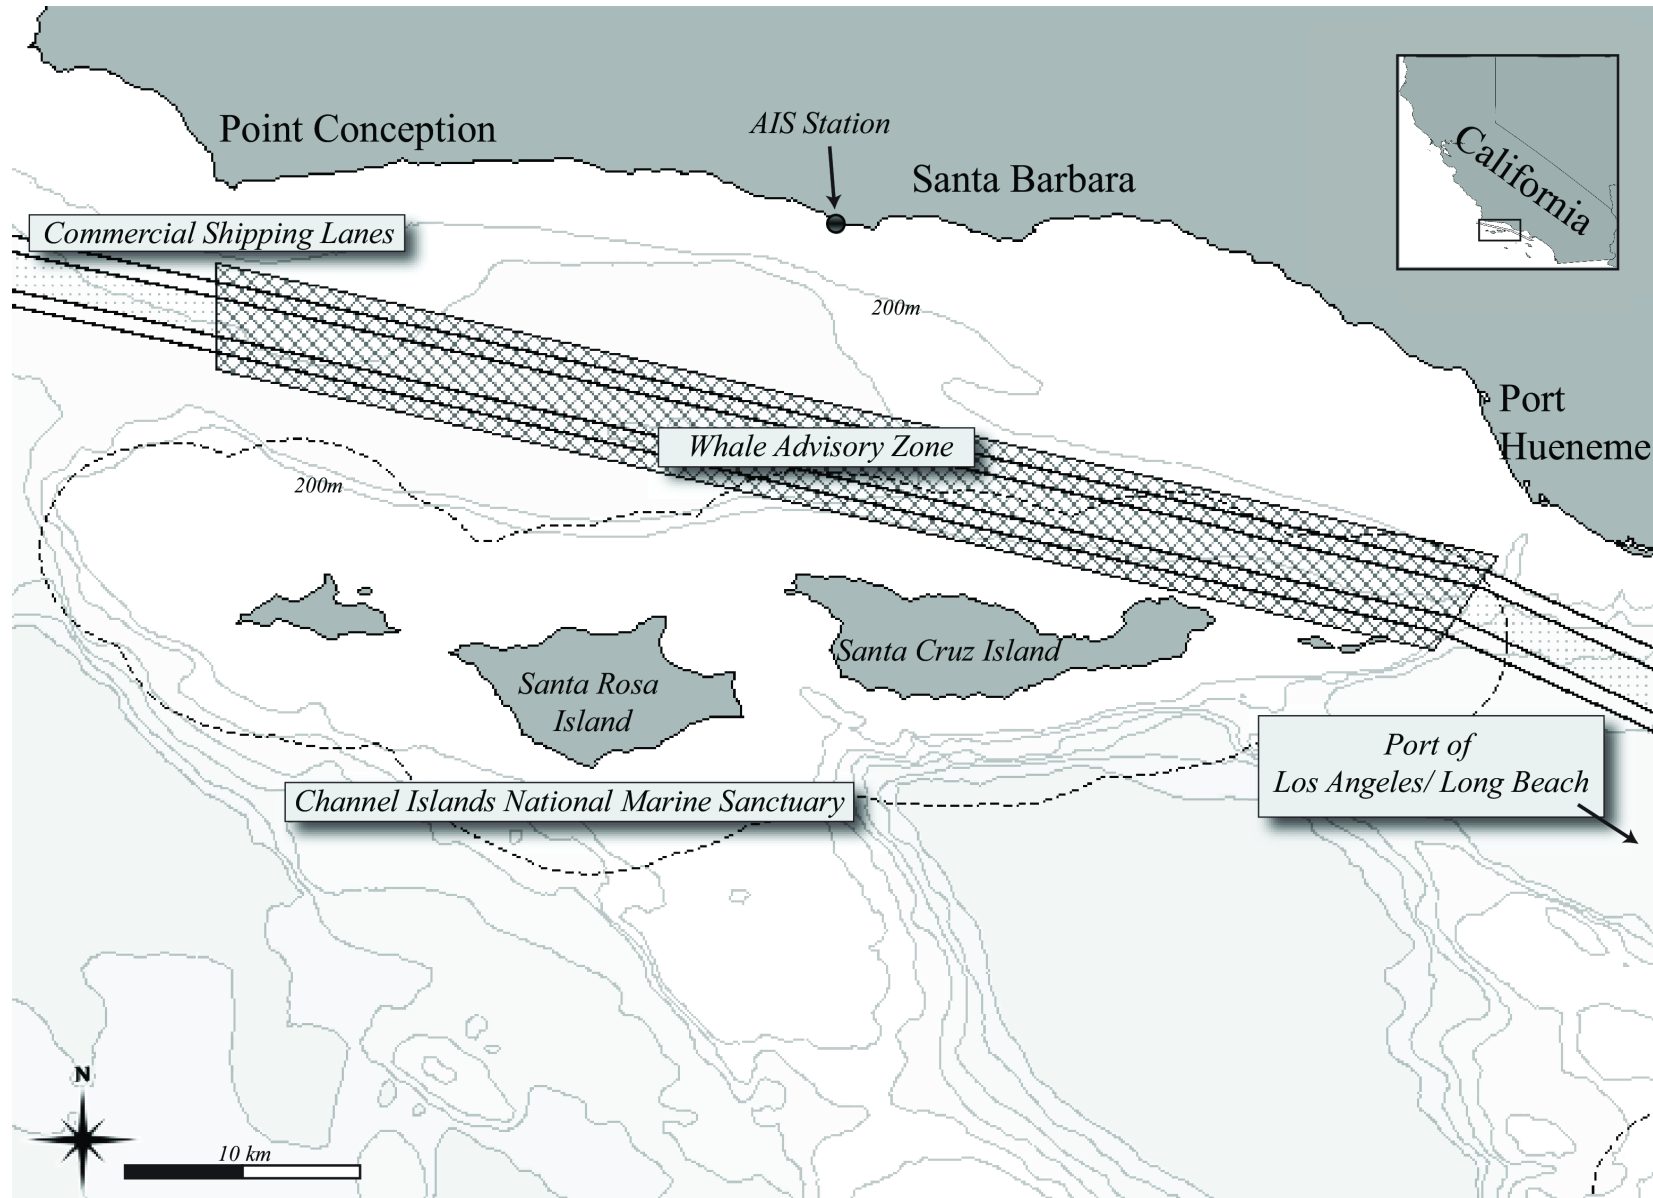 Point Conception
AIS Station
Santa Barbara
California
Commercial Shipping Lanes
200m
Port
Hueneme
Whale Advisory Zone
200m
Santa Cruz Island
Santa Rosa
Island
Port of
Los Angeles/ Long Beach
Channel Islands National Marine Sanctuary
N
10 km